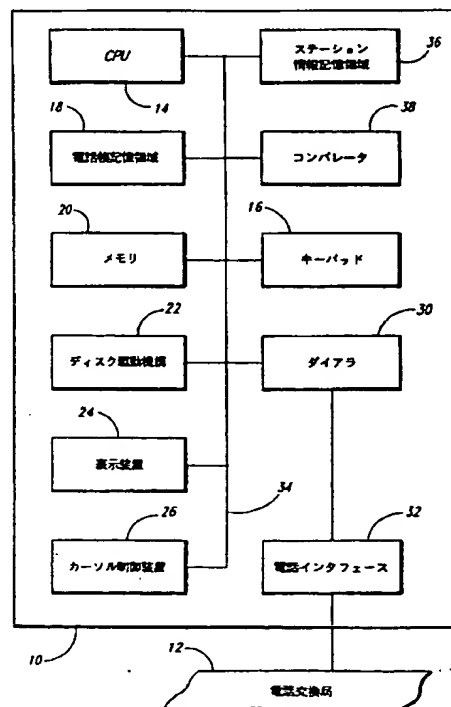 CPU
14
ステーション
情報記憶領域
36
18
電話機記憶領域
コンパレータ
38
20
メモリ
16
キーパッド
22
ディスク駆動機構
30
ダイアラ
24
表示装置
34
26
カーソル制御装置
32
電話インタフェース
10
12
電話交換局